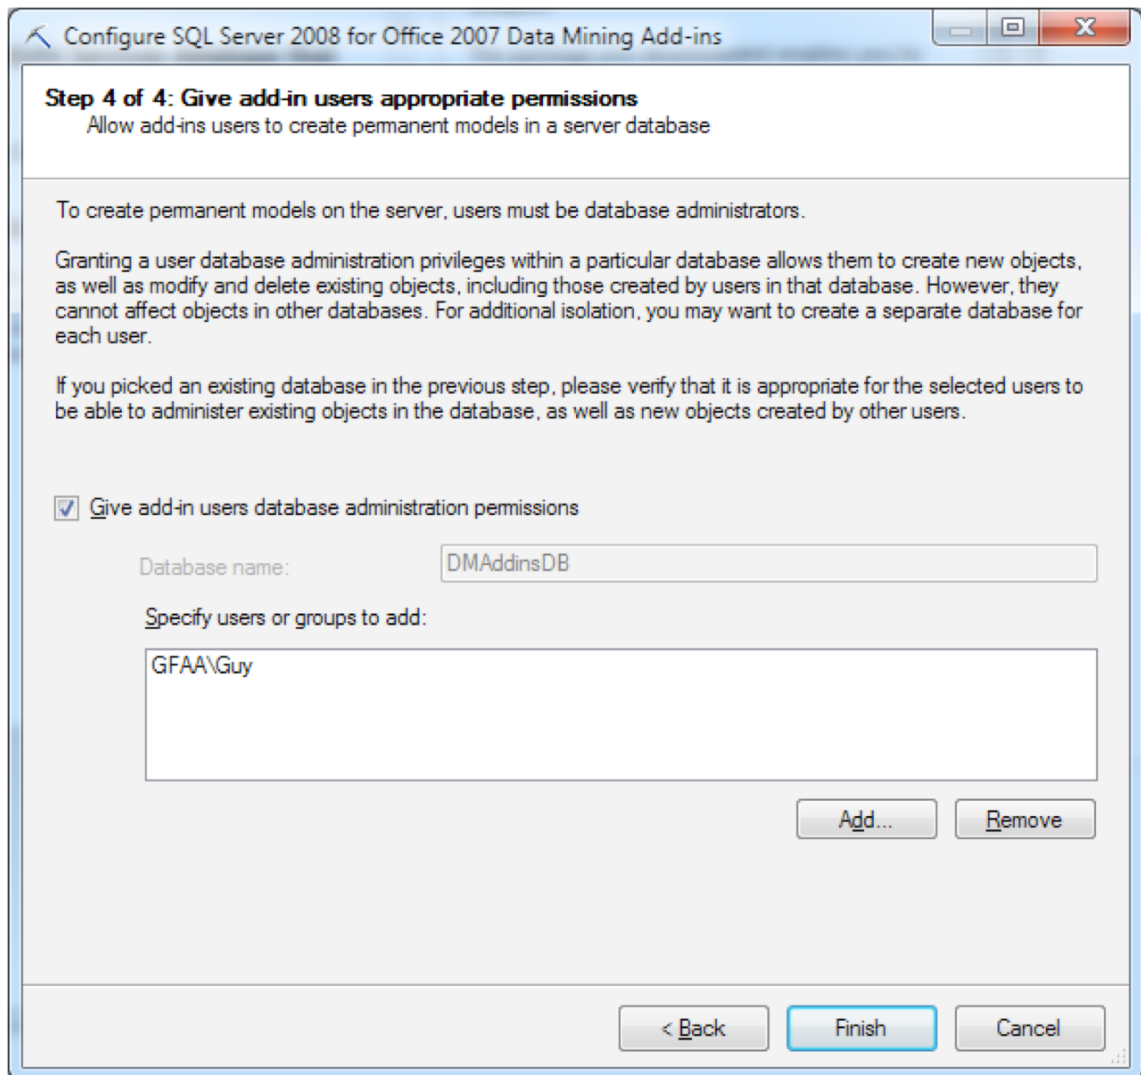 Configure SQL Server 2008 for Office 2007 Data Mining Add-ins
Step 4 of 4: Give add-in users appropriate permissions
Allow add-ins users to create permanent models in a server database
To create permanent models on the server, users must be database administrators.
Granting a user database administration privileges within a particular database allows them to create new objects,
as well as modify and delete existing objects, including those created by users in that database. However, they
cannot affect objects in other databases. For additional isolation, you may want to create a separate database for
each user.
If you picked an existing database in the previous step, please verify that it is appropriate for the selected users to
be able to administer existing objects in the database, as well as new objects created by other users.
Give add-in users database administration permissions
Database name:
DMAddinsDB
Specify users or groups to add:
GFAA\Guy
Add...
Remove
< Back
Finish
Cancel